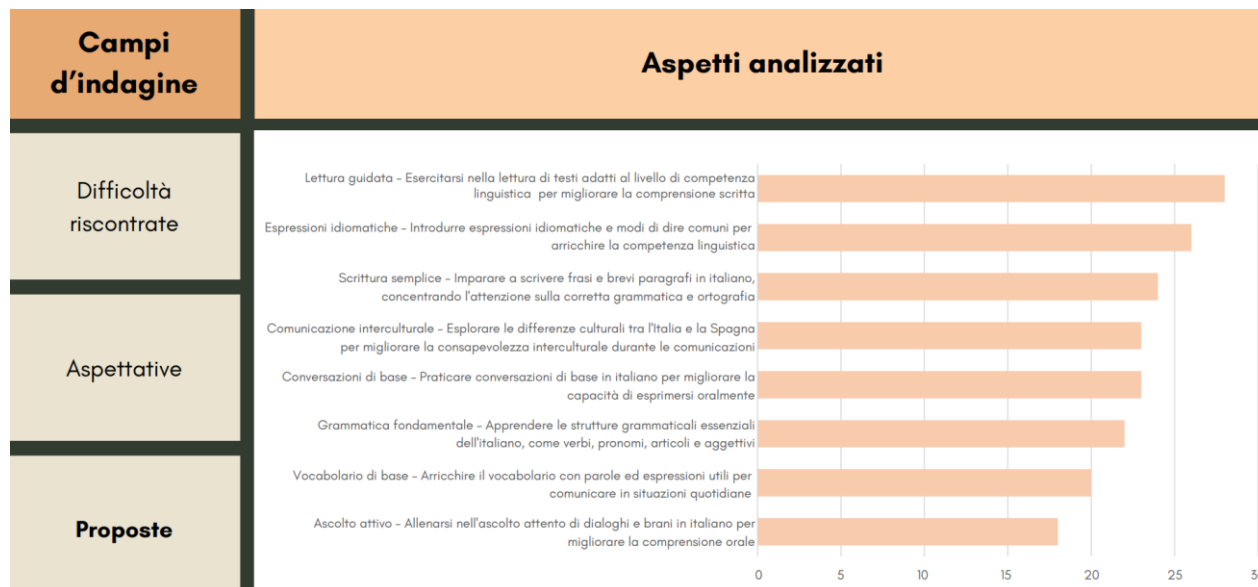 Campi
d'indagine
Aspetti analizzati
Difficoltà
riscontrate
Aspettative
Proposte
Lettura guidata – Esercitarsi nella lettura di testi adatti al livello di competenza
linguistica per migliorare la comprensione scritta
Espressioni idiomatiche – Introdurre espressioni idiomatiche e modi di dire comuni per
arricchire la competenza linguistica
Scrittura semplice – Imparare a scrivere frasi e brevi paragrafi in italiano,
concentrando l'attenzione sulla corretta grammatica e ortografia
Comunicazione interculturale – Esplorare le differenze culturali tra l'Italia e la Spagna
per migliorare la consapevolezza interculturale durante le comunicazioni
Conversazioni di base – Praticare conversazioni di base in italiano per migliorare la
capacità di esprimersi oralmente
Grammatica fondamentale – Apprendere le strutture grammaticali essenziali
dell'italiano, come verbi, pronomi, articoli e aggettivi
Vocabolario di base – Arricchire il vocabolario con parole ed espressioni utili per
comunicare in situazioni quotidiane
Ascolto attivo – Allenarsi nell'ascolto attento di dialoghi e brani in italiano per
migliorare la comprensione orale
0 5 10 15 20 25